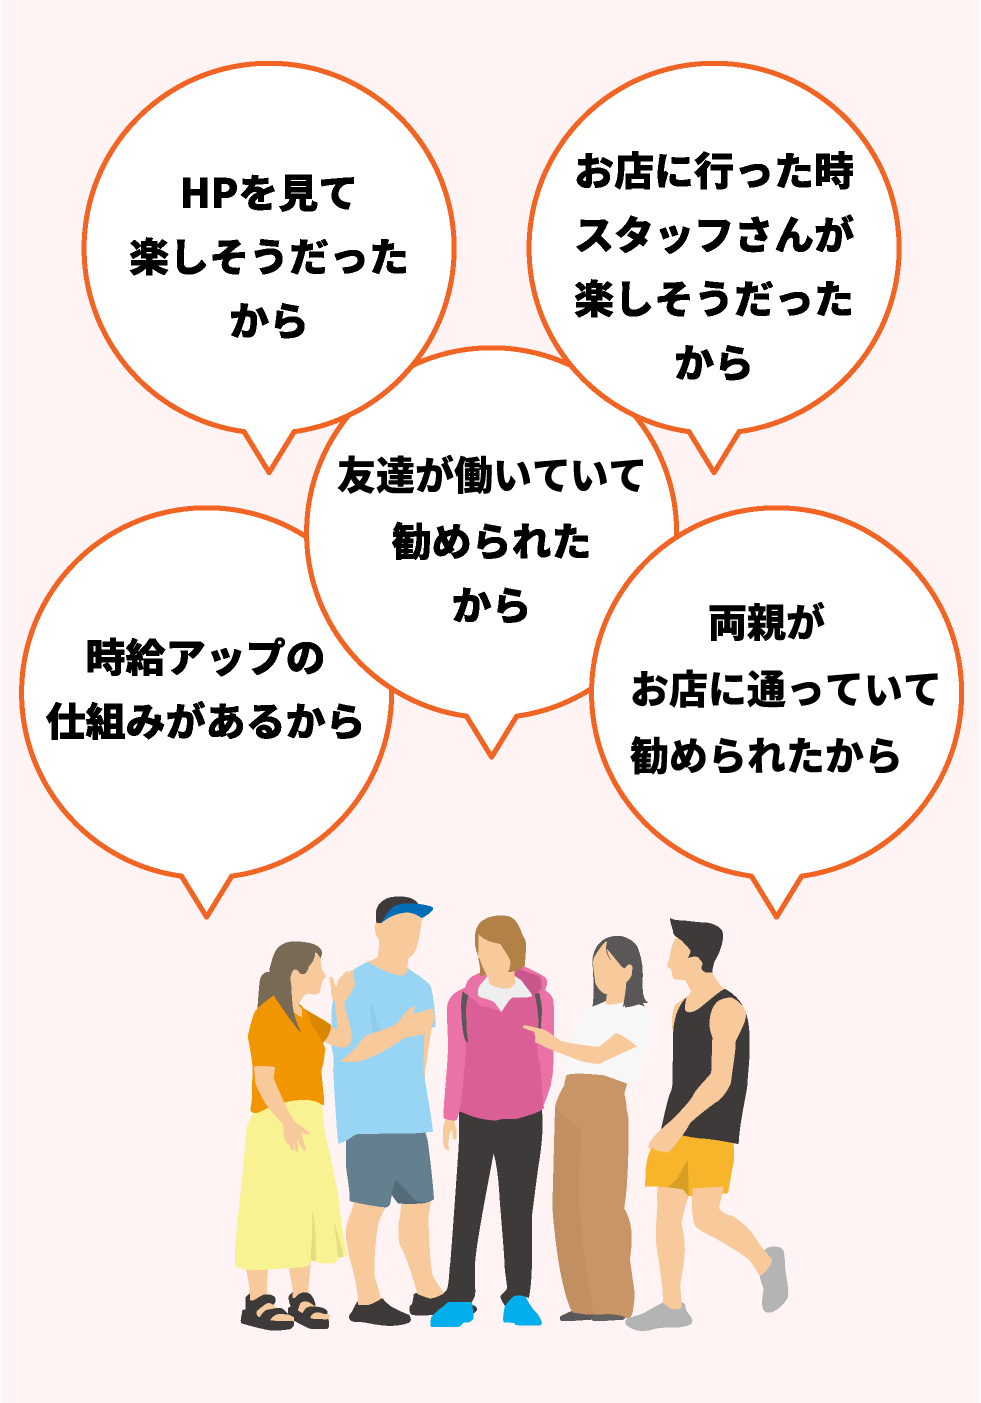 HPを見て
楽しそうだった
から
お店に行った時
スタッフさんが
楽しそうだった
から
友達が働いていて
勧められた
から
時給アップの
仕組みがあるから
両親が
お店に通っていて
勧められたから